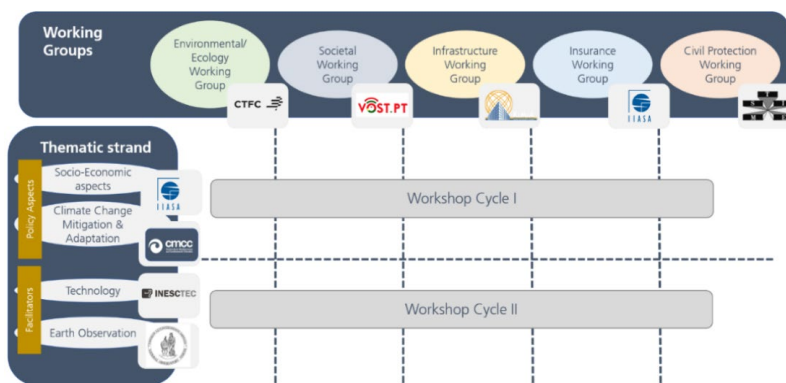 Working
Groups
Environmental/
Ecology
Working
Group
Societal
Working
Group
Infrastructure
Working
Group
Insurance
Working
Group
Civil Protection
Working
Group
CTFC
VOST.PT
IIASA
Thematic strand
Policy Aspects
Socio-Economic
aspects
IIASA
Climate Change
Mitigation &
Adaptation
cmcc
Workshop Cycle I
Facilitators
Technology
INESCTEC
Earth Observation
Workshop Cycle II